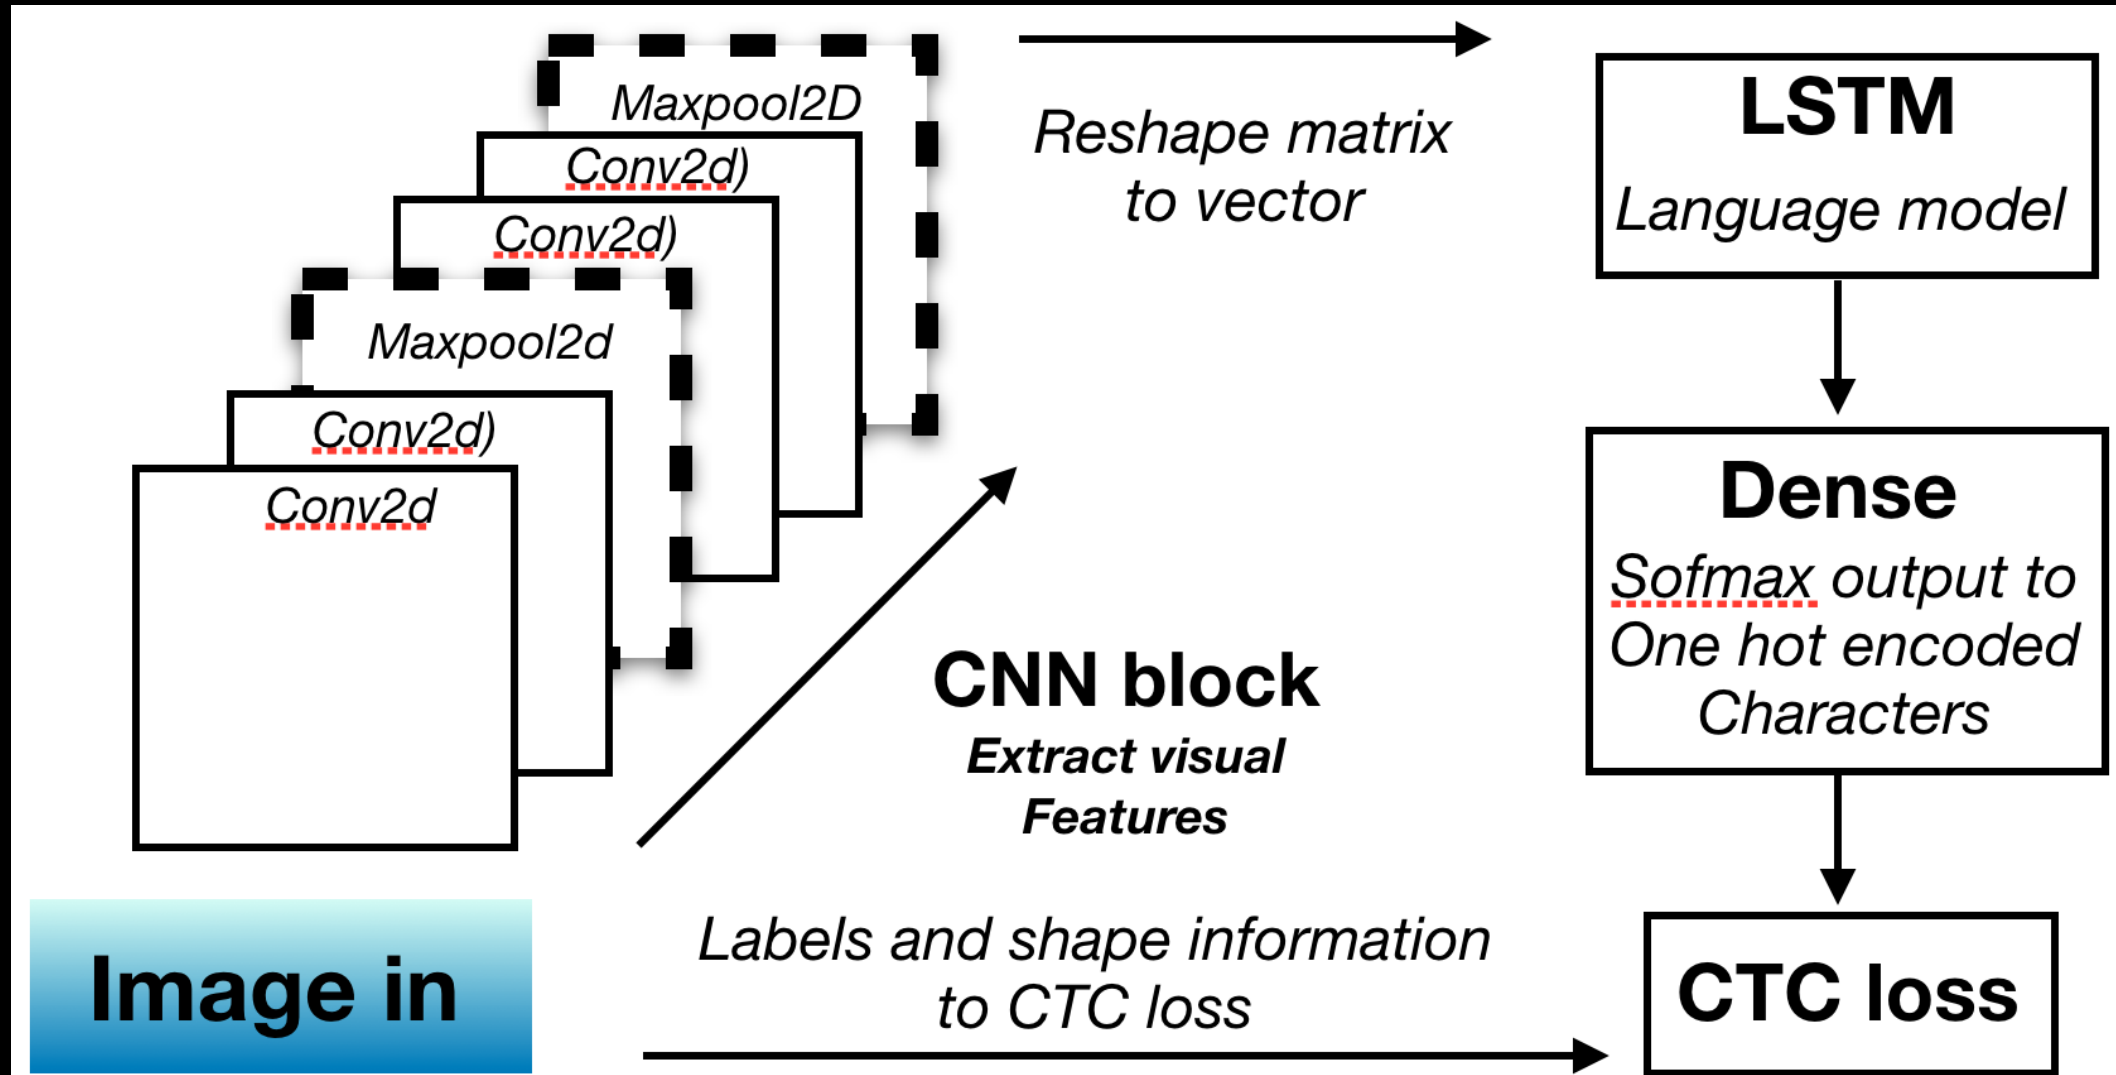 Maxpool2D
Conv2d)
Conv2d)
Maxpool2d
Conv2d)
Conv2d
Image in
Reshape matrix
to vector
CNN block
Extract visual
Features
Labels and shape information
to CTC loss
LSTM
Language model
Dense
Sofmax output to
One hot encoded
Characters
CTC loss